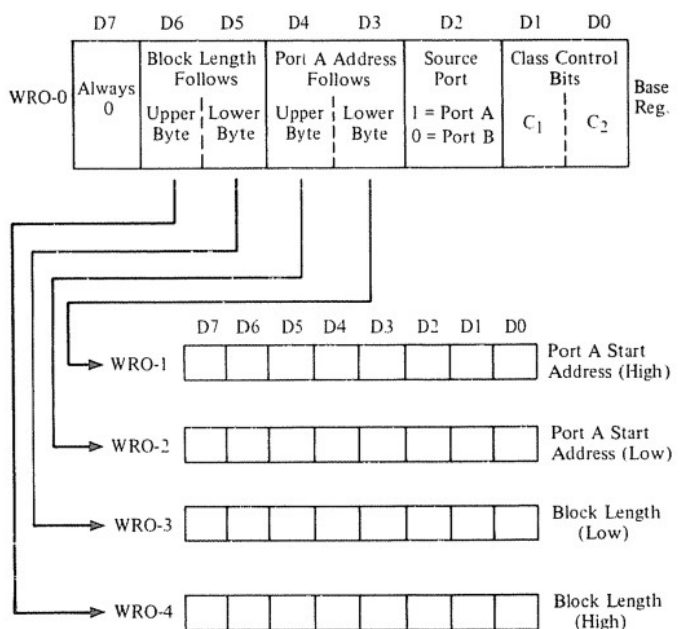 D7 D6 D5 D4 D3 D2 D1 D0
WRO-0
Always
0
Block Length
Follows
Upper
Byte
Lower
Byte
Port A Address
Follows
Upper
Byte
Lower
Byte
Source
Port
1 = Port A
0 = Port B
Class Control
Bits
C1
C2
Base
Reg.
D7 D6 D5 D4 D3 D2 D1 D0
WRO-1
Port A Start
Address (High)
WRO-2
Port A Start
Address (Low)
WRO-3
Block Length
(Low)
WRO-4
Block Length
(High)